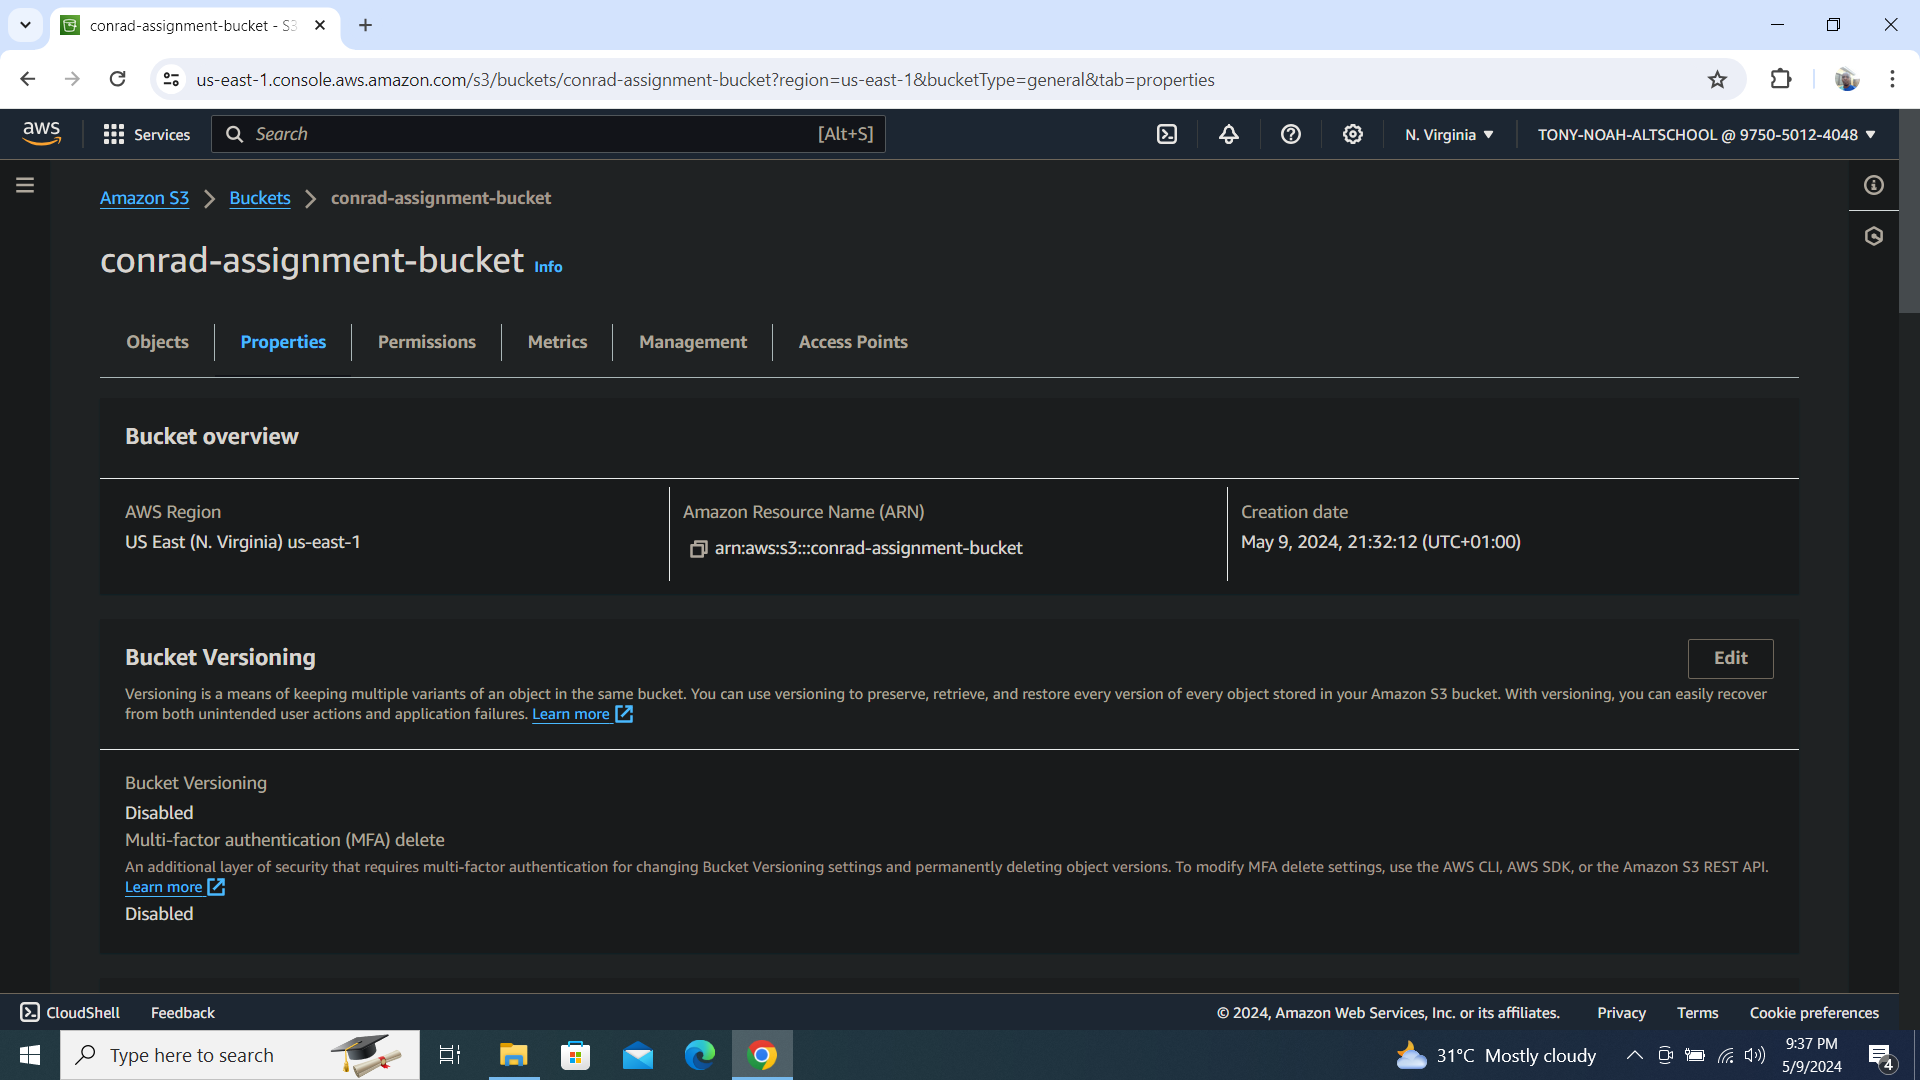 conrad-assignment-bucket - S3
us-east-1.console.aws.amazon.com/s3/buckets/conrad-assignment-bucket?region=us-east-1&bucketType=general&tab=properties
aws Services Search [Alt+S] N. Virginia TONY-NOAH-ALTSCHOOL @ 9750-5012-4048
Amazon S3 Buckets conrad-assignment-bucket
conrad-assignment-bucket Info
Objects Properties Permissions Metrics Management Access Points
Bucket overview
AWS Region
US East (N. Virginia) us-east-1
Amazon Resource Name (ARN)
arn:aws:s3:::conrad-assignment-bucket
Creation date
May 9, 2024, 21:32:12 (UTC+01:00)
Bucket Versioning
Edit
Versioning is a means of keeping multiple variants of an object in the same bucket. You can use versioning to preserve, retrieve, and restore every version of every object stored in your Amazon S3 bucket. With versioning, you can easily recover
from both unintended user actions and application failures. Learn more
Bucket Versioning
Disabled
Multi-factor authentication (MFA) delete
An additional layer of security that requires multi-factor authentication for changing Bucket Versioning settings and permanently deleting object versions. To modify MFA delete settings, use the AWS CLI, AWS SDK, or the Amazon S3 REST API.
Learn more
Disabled
CloudShell Feedback © 2024, Amazon Web Services, Inc. or its affiliates. Privacy Terms Cookie preferences
Type here to search 31°C Mostly cloudy
9:37 PM
5/9/2024
4